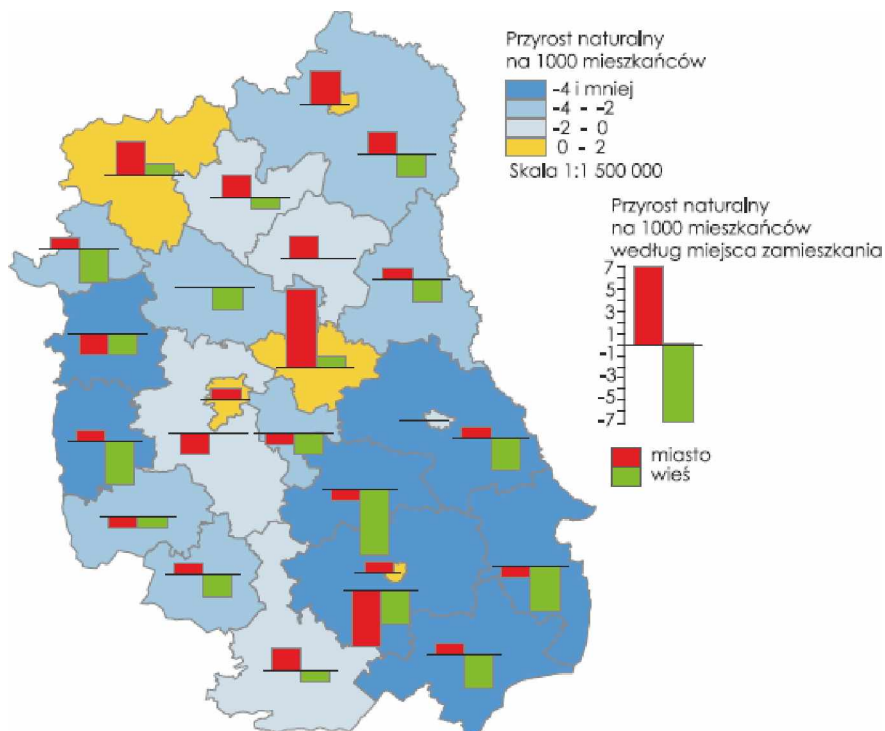 Przyrost naturalny
na 1000 mieszkańców
-4 i mniej
-4 - -2
-2 - 0
0 - 2
Skala 1:1 500 000
Przyrost naturalny
na 1000 mieszkańców
według miejsca zamieszkania
7
5
3
1
-1
-3
-5
-7
miasto
wieś